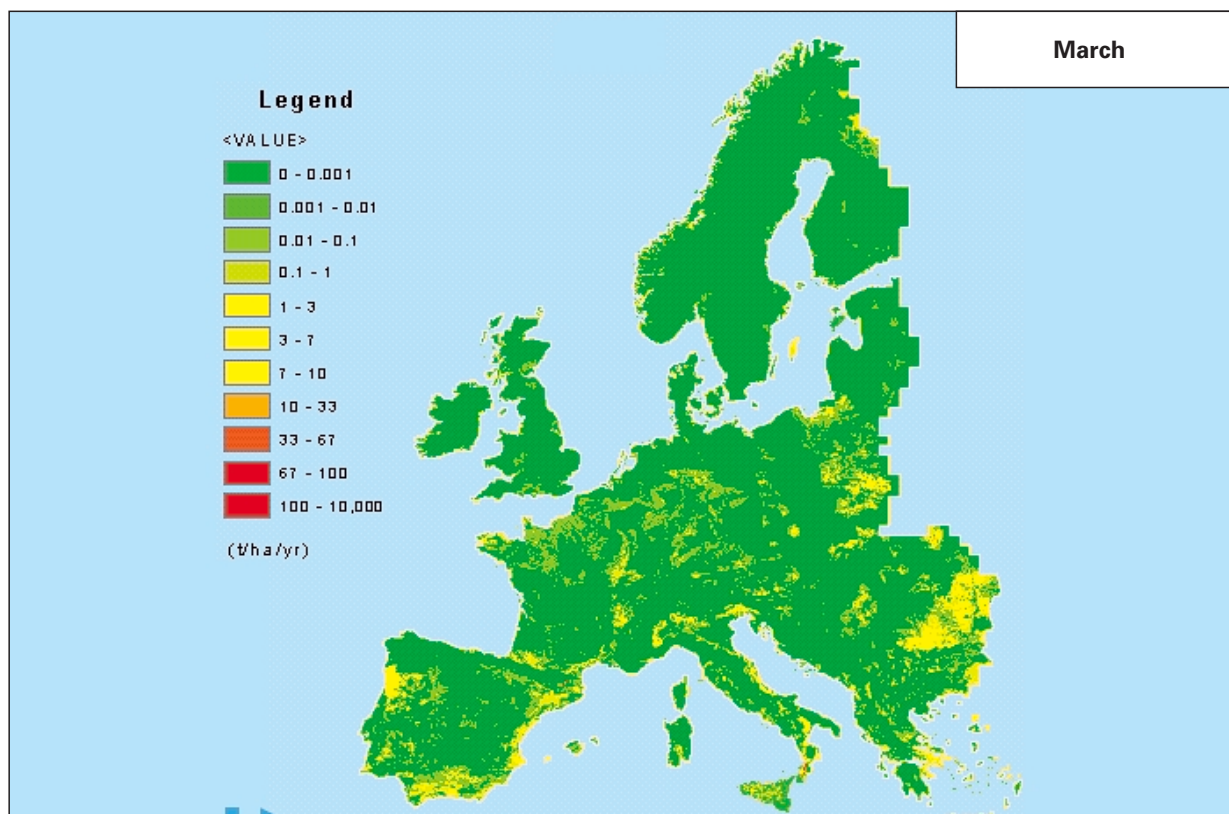 March
Legend
<VALUE>
0 - 0.001
0.001 - 0.01
0.01 - 0.1
0.1 - 1
1 - 3
3 - 7
7 - 10
10 - 33
33 - 67
67 - 100
100 - 10,000
(t/ha/yr)